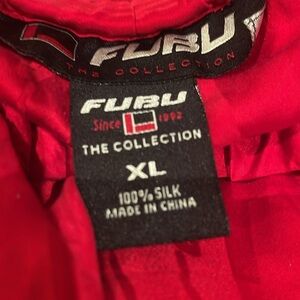 FUBU
THE COLLECTION
FUBU
Since 1992
THE COLLECTION
XL
100% SILK
MADE IN CHINA